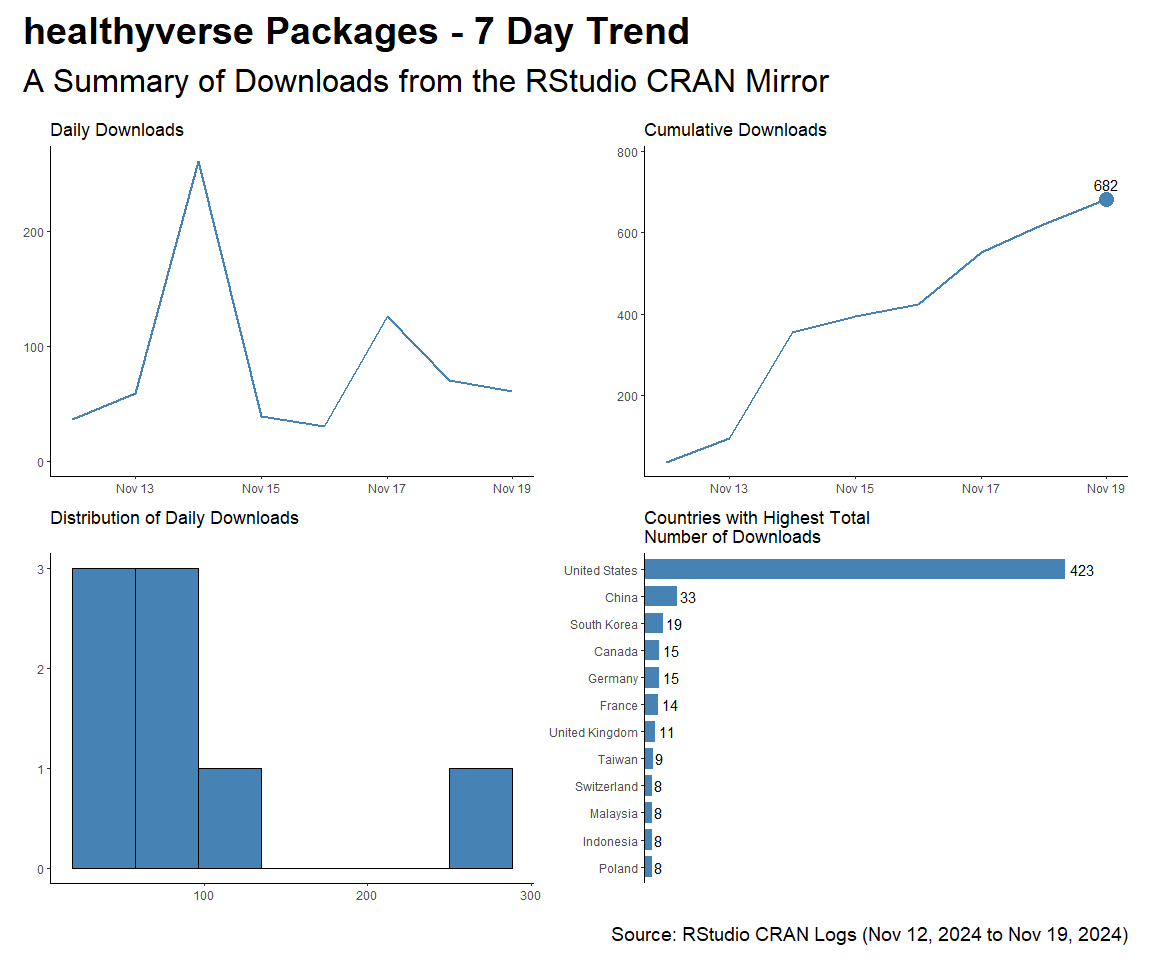 healthyverse Packages - 7 Day Trend
A Summary of Downloads from the RStudio CRAN Mirror
Daily Downloads
200
100
0
Nov 13
Nov 15
Nov 17
Nov 19
Cumulative Downloads
800
600
400
200
682
Nov 13
Nov 15
Nov 17
Nov 19
Distribution of Daily Downloads
3
2
1
0
100
200
300
Countries with Highest Total
Number of Downloads
United States 423
China 33
South Korea 19
Canada 15
Germany 15
France 14
United Kingdom 11
Taiwan 9
Switzerland 8
Malaysia 8
Indonesia 8
Poland 8
Source: RStudio CRAN Logs (Nov 12, 2024 to Nov 19, 2024)